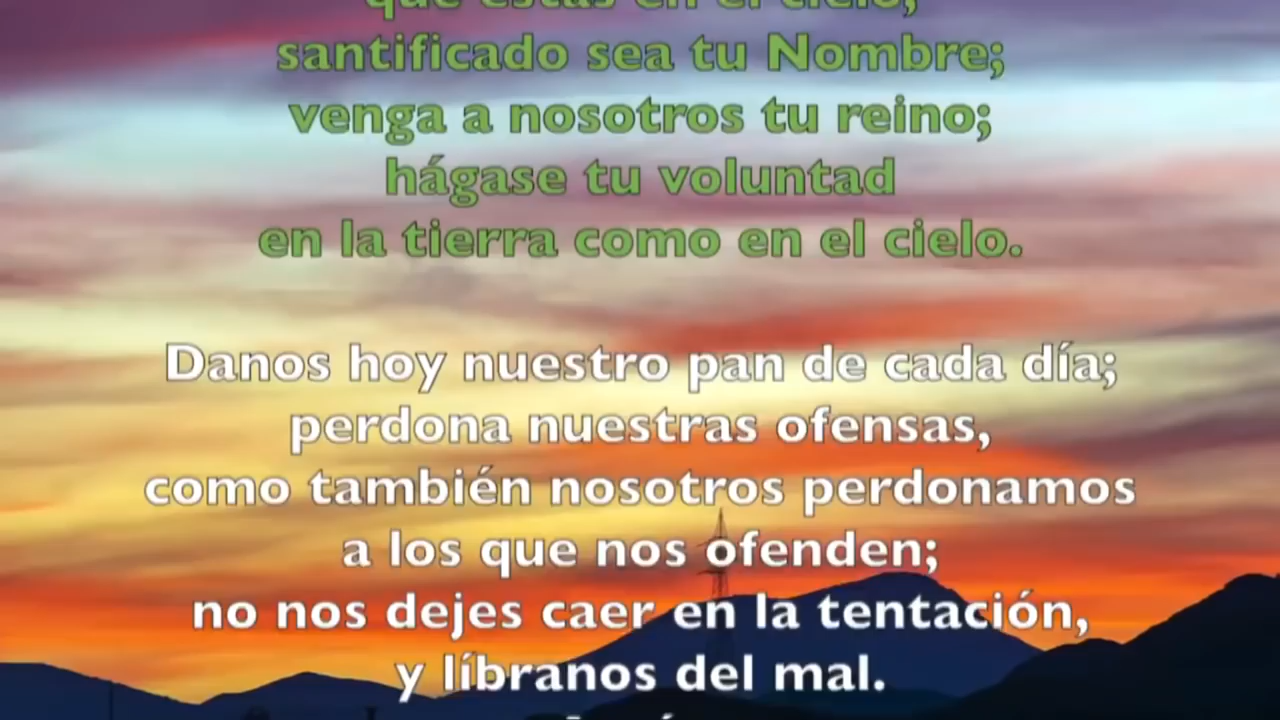 que estás en el cielo,
santificado sea tu Nombre;
venga a nosotros tu reino;
hágase tu voluntad
en la tierra como en el cielo.
Danos hoy nuestro pan de cada día;
perdona nuestras ofensas,
como también nosotros perdonamos
a los que nos ofenden;
no nos dejes caer en la tentación,
y líbranos del mal.